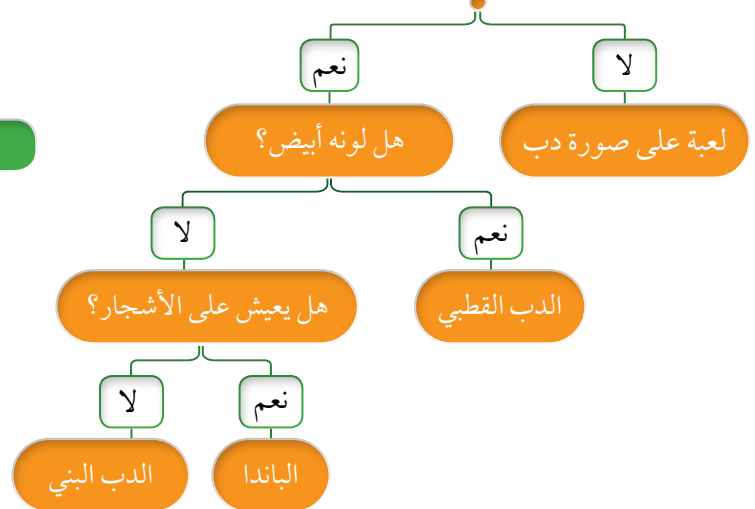 لا
نعم
لعبة على صورة دب
هل لونه أبيض؟
نعم
لا
الدب القطبي
هل يعيش على الأشجار؟
نعم
لا
الباندا
الدب البني